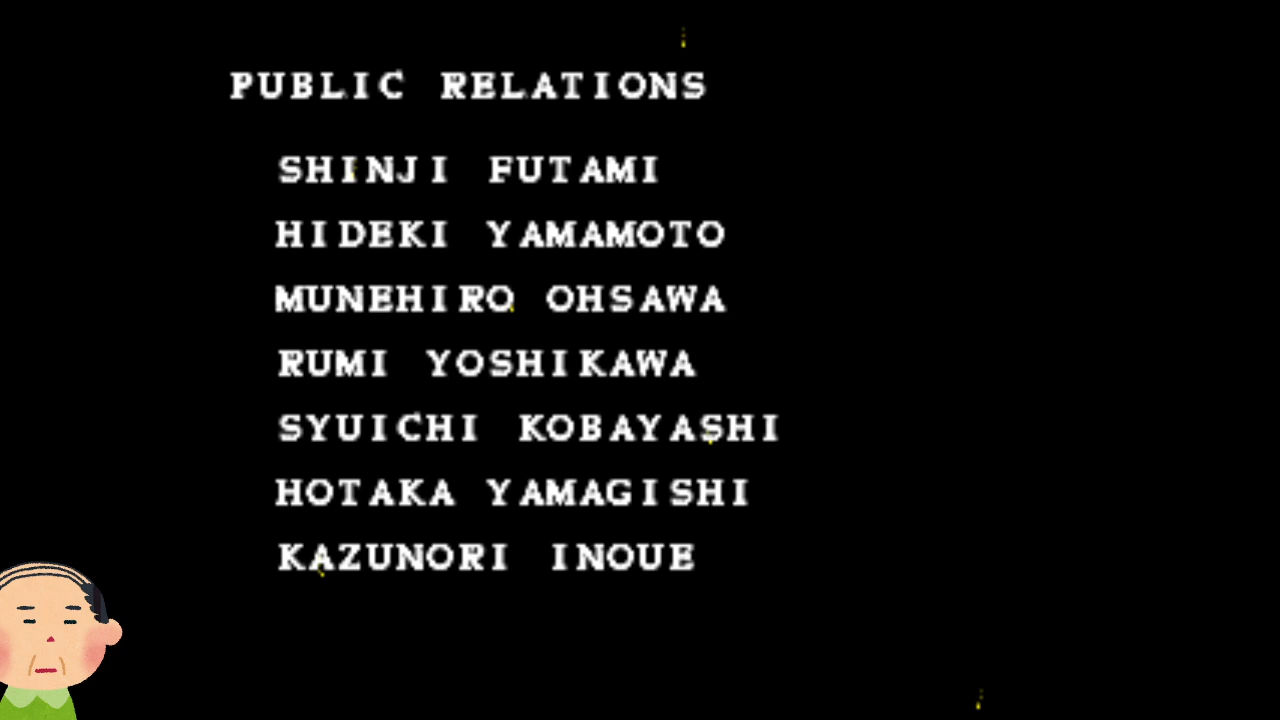 PUBLIC RELATIONS
SHINJI FUTAMI
HIDEKI YAMAMOTO
MUNEHIRO OHSAWA
RUMI YOSHIKAWA
SYUICHI KOBAYASHI
HOTAKA YAMAGISHI
KAZUNORI INOUE